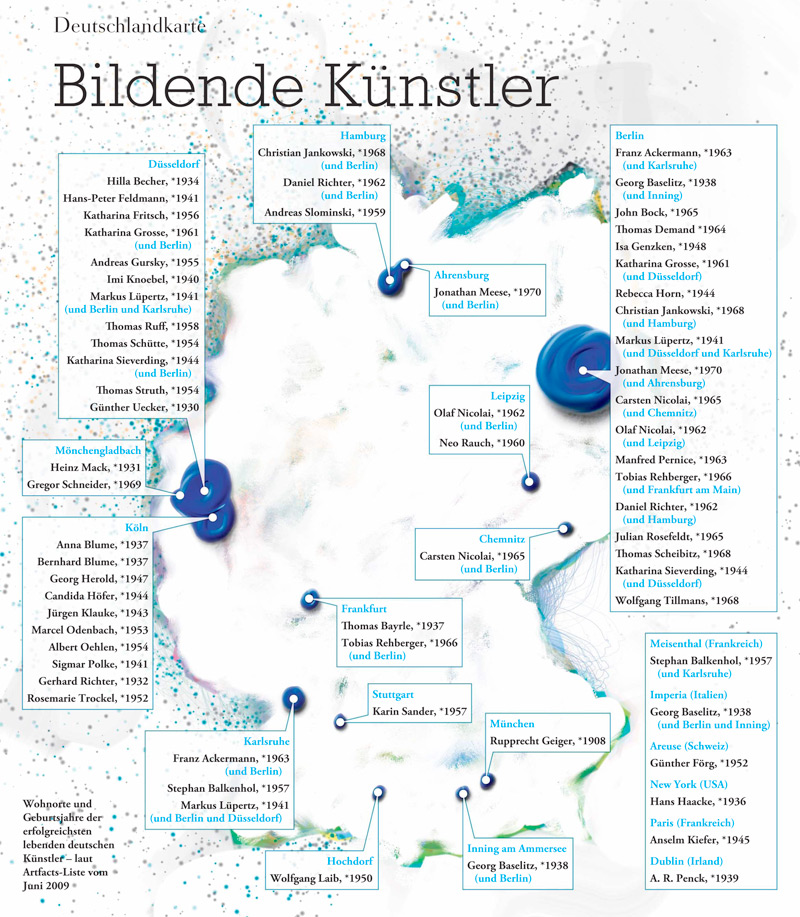 Deutschlandkarte
Bildende Künstler
Düsseldorf
Hilla Becher, *1934
Hans-Peter Feldmann, *1941
Katharina Fritsch, *1956
Katharina Grosse, *1961
(und Berlin)
Andreas Gursky, *1955
Imi Knoebel, *1940
Markus Lüpertz, *1941
(und Berlin und Karlsruhe)
Thomas Ruff, *1958
Thomas Schütte, *1954
Katharina Sieverding, *1944
(und Berlin)
Thomas Struth, *1954
Günther Uecker, *1930
Hamburg
Christian Jankowski, *1968
(und Berlin)
Daniel Richter, *1962
(und Berlin)
Andreas Slominski, *1959
Ahrensburg
Jonathan Meese, *1970
(und Berlin)
Berlin
Franz Ackermann, *1963
(und Karlsruhe)
Georg Baselitz, *1938
(und Inning)
John Bock, *1965
Thomas Demand *1964
Isa Genzken, *1948
Katharina Grosse, *1961
(und Düsseldorf)
Rebecca Horn, *1944
Christian Jankowski, *1968
(und Hamburg)
Markus Lüpertz, *1941
(und Düsseldorf und Karlsruhe)
Jonathan Meese, *1970
(und Ahrensburg)
Carsten Nicolai, *1965
(und Chemnitz)
Olaf Nicolai, *1962
(und Leipzig)
Manfred Pernice, *1963
Tobias Rehberger, *1966
(und Frankfurt am Main)
Daniel Richter, *1962
(und Hamburg)
Julian Rosefeldt, *1965
Thomas Scheibitz, *1968
Katharina Sieverding, *1944
(und Düsseldorf)
Wolfgang Tillmans, *1968
Leipzig
Olaf Nicolai, *1962
(und Berlin)
Neo Rauch, *1960
Mönchengladbach
Heinz Mack, *1931
Gregor Schneider, *1969
Köln
Anna Blume, *1937
Bernhard Blume, *1937
Georg Herold, *1947
Candida Höfer, *1944
Jürgen Klauke, *1943
Marcel Odenbach, *1953
Albert Oehlen, *1954
Sigmar Polke, *1941
Gerhard Richter, *1932
Rosemarie Trockel, *1952
Chemnitz
Carsten Nicolai, *1965
(und Berlin)
Frankfurt
Thomas Bayrle, *1937
Tobias Rehberger, *1966
(und Berlin)
Stuttgart
Karin Sander, *1957
München
Rupprecht Geiger, *1908
Karlsruhe
Franz Ackermann, *1963
(und Berlin)
Stephan Balkenhol, *1957
Markus Lüpertz, *1941
(und Berlin und Düsseldorf)
Hochdorf
Wolfgang Laib, *1950
Inning am Ammersee
Georg Baselitz, *1938
(und Berlin)
Meisenthal (Frankreich)
Stephan Balkenhol, *1957
(und Karlsruhe)
Imperia (Italien)
Georg Baselitz, *1938
(und Berlin und Inning)
Areuse (Schweiz)
Günther Förg, *1952
New York (USA)
Hans Haacke, *1936
Paris (Frankreich)
Anselm Kiefer, *1945
Dublin (Irland)
A. R. Penck, *1939
Wohnorte und
Geburtsjahre der
erfolgreichsten
lebenden deutschen
Künstler – laut
Artfacts-Liste vom
Juni 2009